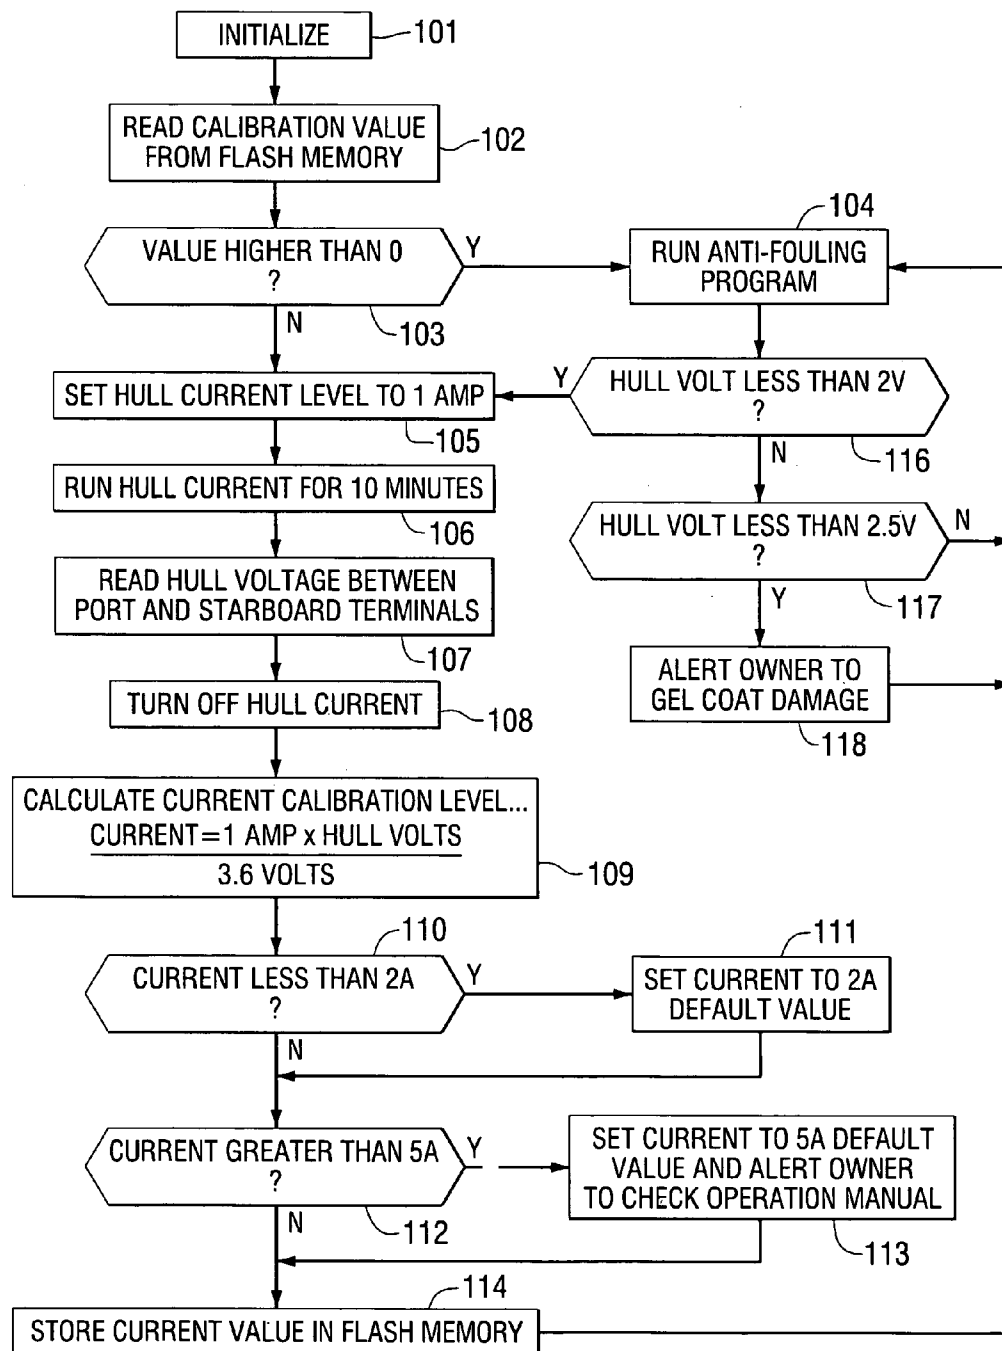 INITIALIZE
101
READ CALIBRATION VALUE
FROM FLASH MEMORY
102
VALUE HIGHER THAN 0
?
Y
N
103
104
RUN ANTI-FOULING
PROGRAM
SET HULL CURRENT LEVEL TO 1 AMP
105
Y
HULL VOLT LESS THAN 2V
?
N
116
RUN HULL CURRENT FOR 10 MINUTES
106
HULL VOLT LESS THAN 2.5V
?
N
Y
117
READ HULL VOLTAGE BETWEEN
PORT AND STARBOARD TERMINALS
107
ALERT OWNER TO
GEL COAT DAMAGE
118
TURN OFF HULL CURRENT
108
CALCULATE CURRENT CALIBRATION LEVEL...
CURRENT=1 AMP x HULL VOLTS
3.6 VOLTS
109
110
CURRENT LESS THAN 2A
?
Y
N
111
SET CURRENT TO 2A
DEFAULT VALUE
CURRENT GREATER THAN 5A
?
Y
N
112
SET CURRENT TO 5A DEFAULT
VALUE AND ALERT OWNER
TO CHECK OPERATION MANUAL
113
114
STORE CURRENT VALUE IN FLASH MEMORY